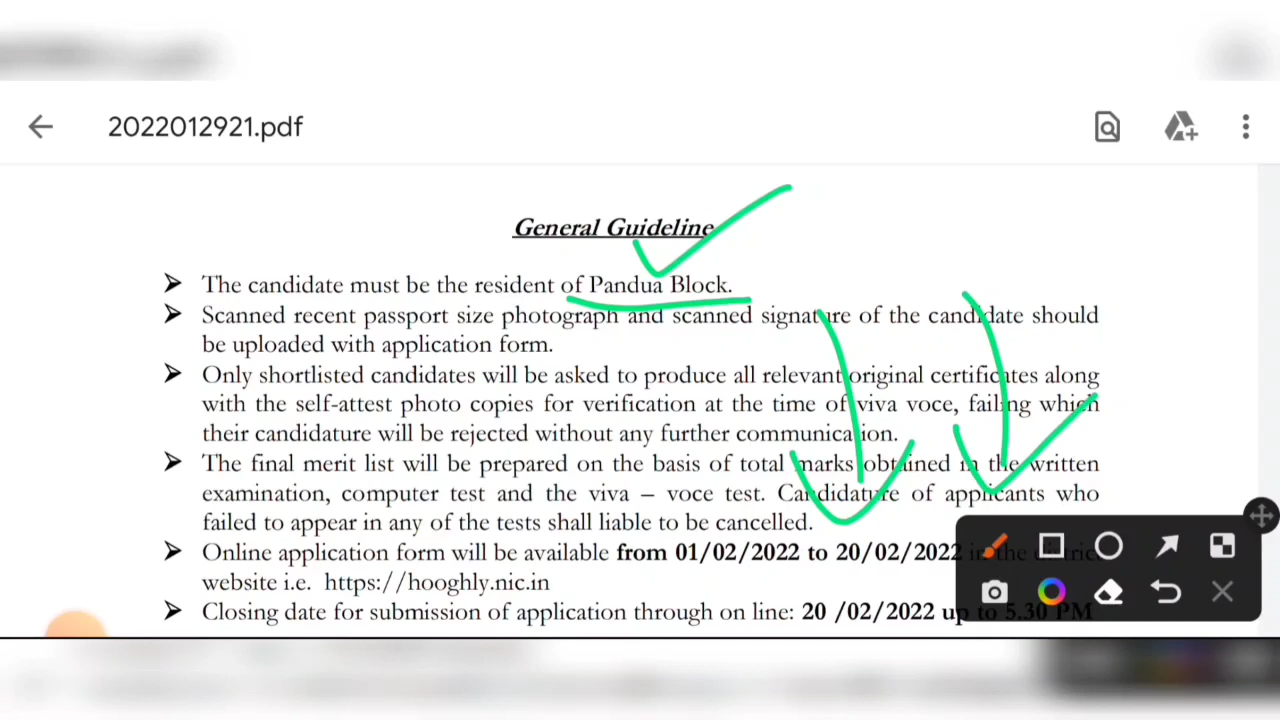 2022012921.pdf
General Guideline
➤ The candidate must be the resident of Pandua Block.
➤ Scanned recent passport size photograph and scanned signature of the candidate should
be uploaded with application form.
➤ Only shortlisted candidates will be asked to produce all relevant original certificates along
with the self-attest photo copies for verification at the time of viva voce, failing which
their candidature will be rejected without any further communication.
➤ The final merit list will be prepared on the basis of total marks obtained in the written
examination, computer test and the viva – voce test. Candidature of applicants who
failed to appear in any of the tests shall liable to be cancelled.
➤ Online application form will be available from 01/02/2022 to 20/02/2022 in the district
website i.e. https://hooghly.nic.in
➤ Closing date for submission of application through on line: 20 /02/2022 up to 5.30 PM